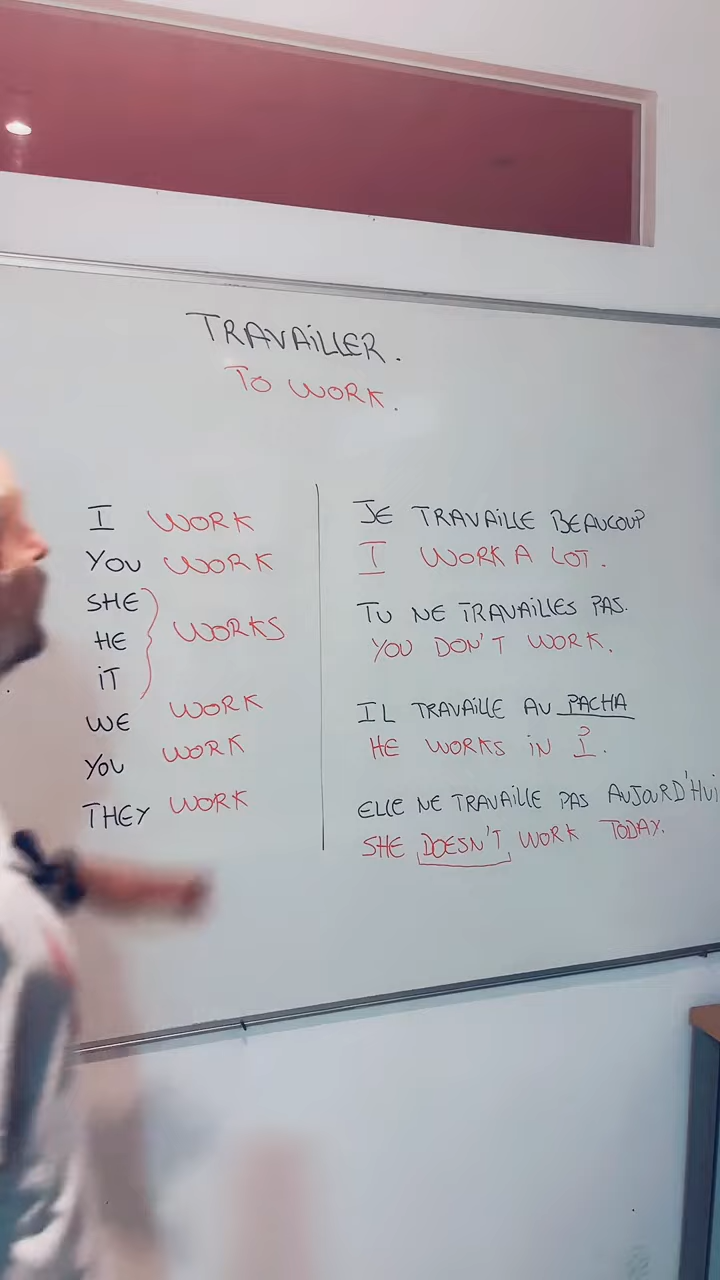 TRAVAILLER.
TO WORK.
I WORK
YOU WORK
SHE
HE WORKS
IT
WE WORK
YOU WORK
THEY WORK
JE TRAVAILLE BEAUCOUP
I WORK A LOT.
TU NE TRAVAILLES PAS.
YOU DON'T WORK.
IL TRAVAILLE AU PACHA
HE WORKS IN P.
ELLE NE TRAVAILLE PAS AUJOURD'HUI
SHE DOESN'T WORK TODAY.